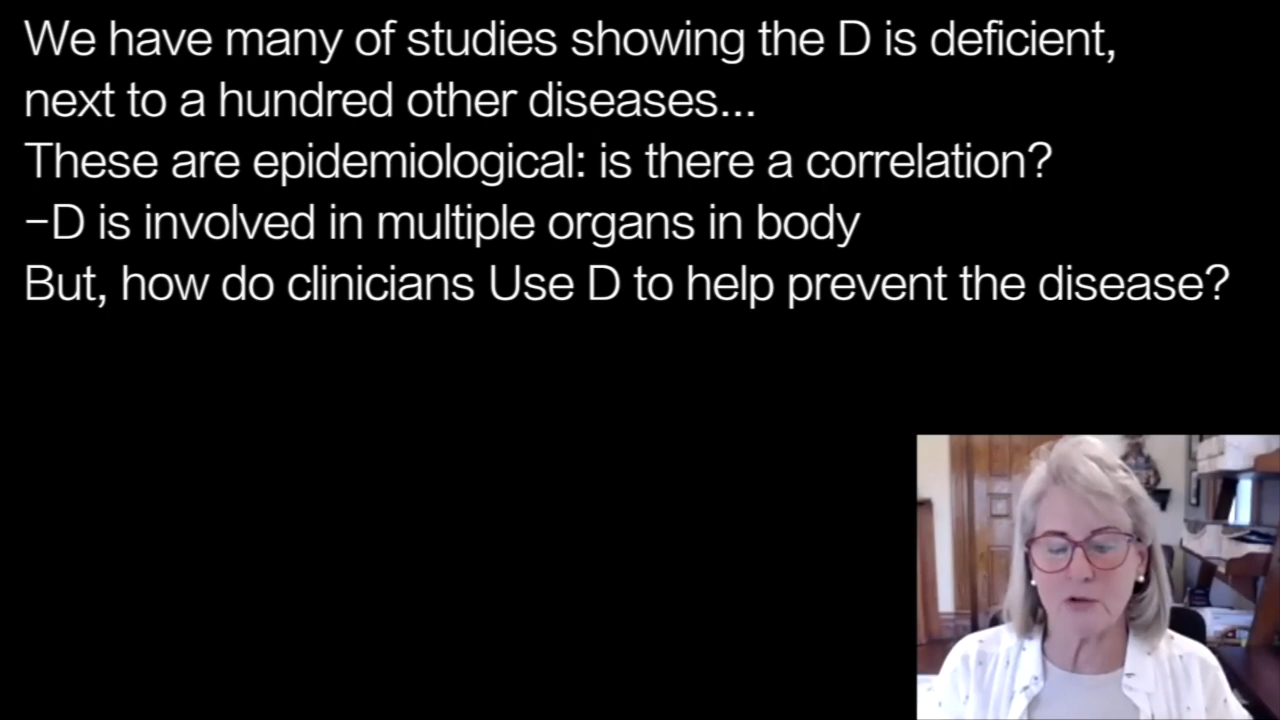 We have many of studies showing the D is deficient,
next to a hundred other diseases...
These are epidemiological: is there a correlation?
−D is involved in multiple organs in body
But, how do clinicians Use D to help prevent the disease?